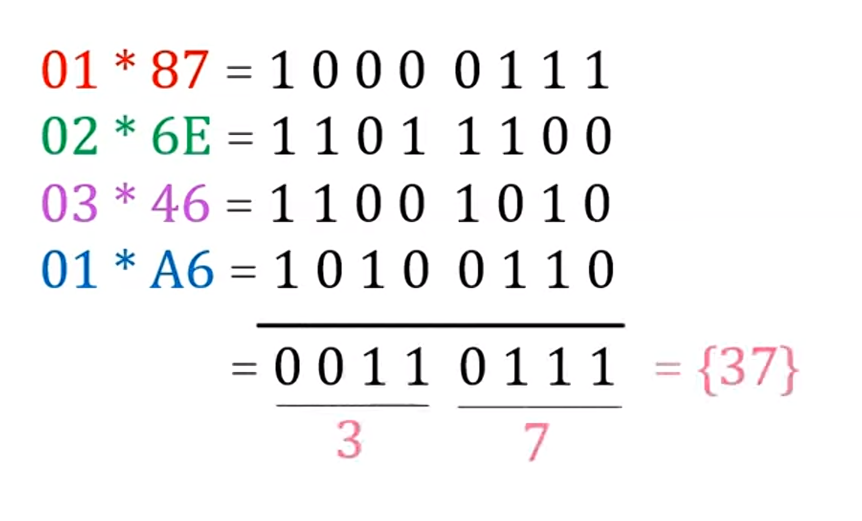 01 * 87 = 1 0 0 0 0 1 1 1
02 * 6E = 1 1 0 1 1 1 0 0
03 * 46 = 1 1 0 0 1 0 1 0
01 * A6 = 1 0 1 0 0 1 1 0
= 0 0 1 1 0 1 1 1 = {37}
3 7